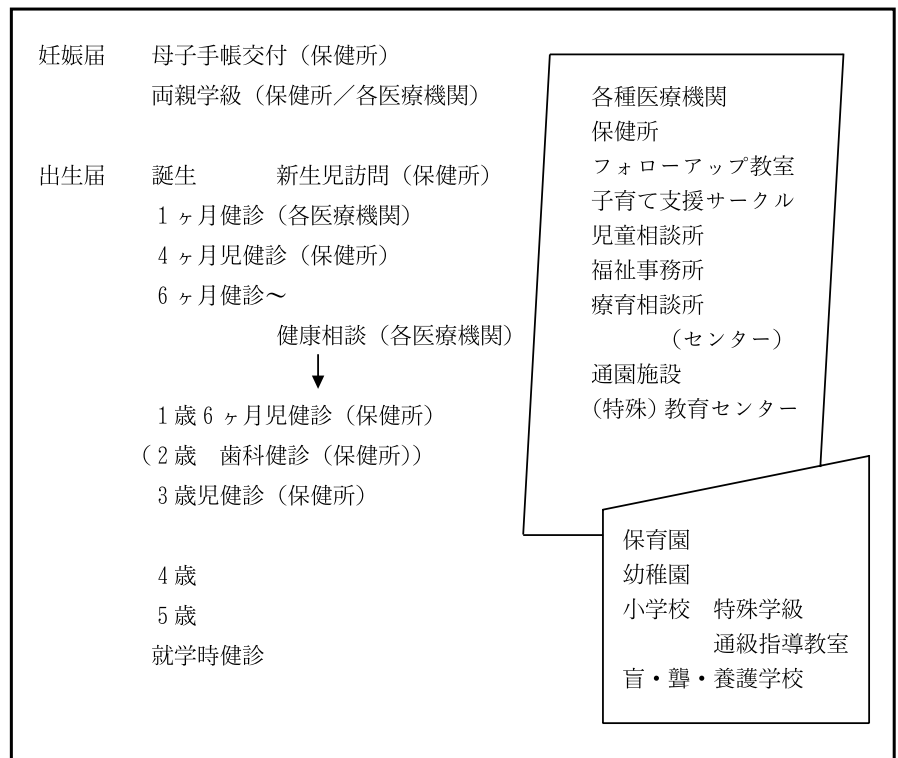 妊娠届　母子手帳交付（保健所）
両親学級（保健所／各医療機関）
出生届　誕生　新生児訪問（保健所）
1ヶ月健診（各医療機関）
4ヶ月児健診（保健所）
6ヶ月健診～
健康相談（各医療機関）
1歳6ヶ月児健診（保健所）
（2歳　歯科健診（保健所））
3歳児健診（保健所）
4歳
5歳
就学時健診
各種医療機関
保健所
フォローアップ教室
子育て支援サークル
児童相談所
福祉事務所
療育相談所
（センター）
通園施設
（特殊）教育センター
保育園
幼稚園
小学校　特殊学級
通級指導教室
盲・聾・養護学校